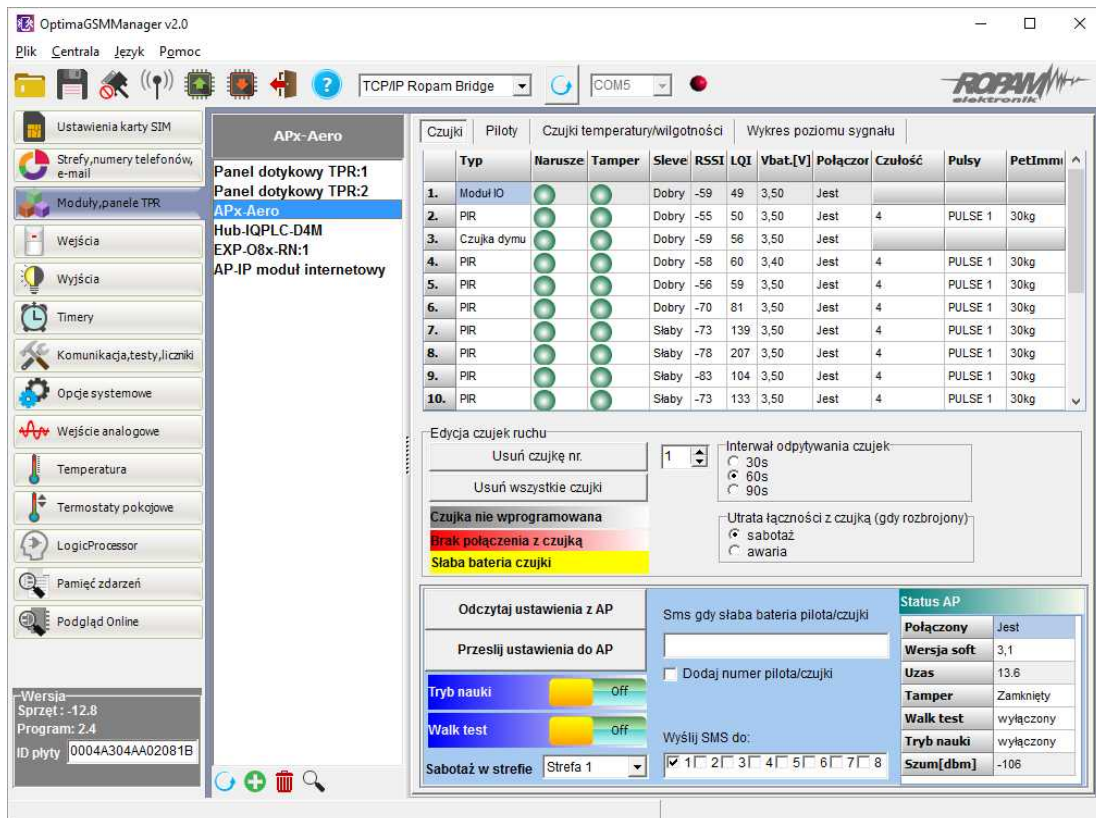 OptimaGSMManager v2.0
Plik Centrala Język Pomoc
TCP/IP Ropam Bridge COM5
ROPAM
elektronik
Ustawienia karty SIM
Strefy,numery telefonów,
e-mail
Moduły,panele TPR
Wejścia
Wyjścia
Timery
Komunikacja,testy,liczniki
Opcje systemowe
Wejście analogowe
Temperatura
Termostaty pokojowe
LogicProcessor
Pamięć zdarzeń
Podgląd Online
Wersja
Sprzęt : -12.8
Program: 2.4
ID płyty 0004A304AA02081B
APx-Aero
Panel dotykowy TPR:1
Panel dotykowy TPR:2
APx-Aero
Hub-IQPLC-D4M
EXP-O8x-RN:1
AP-IP moduł internetowy
Czujki Piloty Czujki temperatury/wilgotności Wykres poziomu sygnału
Typ Narusze Tamper Sleve RSSI LQI Vbat.[V] Połączor Czułość Pulsy PetImmu
1. Moduł IO Dobry -59 49 3,50 Jest
2. PIR Dobry -55 50 3,50 Jest 4 PULSE 1 30kg
3. Czujka dymu Dobry -59 56 3,50 Jest
4. PIR Dobry -58 60 3,40 Jest 4 PULSE 1 30kg
5. PIR Dobry -56 59 3,50 Jest 4 PULSE 1 30kg
6. PIR Dobry -70 81 3,50 Jest 4 PULSE 1 30kg
7. PIR Słaby -73 139 3,50 Jest 4 PULSE 1 30kg
8. PIR Słaby -78 207 3,50 Jest 4 PULSE 1 30kg
9. PIR Słaby -83 104 3,50 Jest 4 PULSE 1 30kg
10. PIR Słaby -73 133 3,50 Jest 4 PULSE 1 30kg
Edycja czujek ruchu
Usuń czujkę nr. 1
Usuń wszystkie czujki
Czujka nie wprogramowana
Brak połączenia z czujką
Słaba bateria czujki
Interwał odpytywania czujek
30s
60s
90s
Utrata łączności z czujką (gdy rozbrojony)
sabotaż
awaria
Odczytaj ustawienia z AP
Przeslij ustawienia do AP
Tryb nauki Off
Walk test Off
Sabotaż w strefie Strefa 1
Sms gdy słaba bateria pilota/czujki
Dodaj numer pilota/czujki
Wyślij SMS do:
1 2 3 4 5 6 7 8
Status AP
Połączony Jest
Wersja soft 3,1
Uzas 13.6
Tamper Zamknięty
Walk test wyłączony
Tryb nauki wyłączony
Szum[dbm] -106